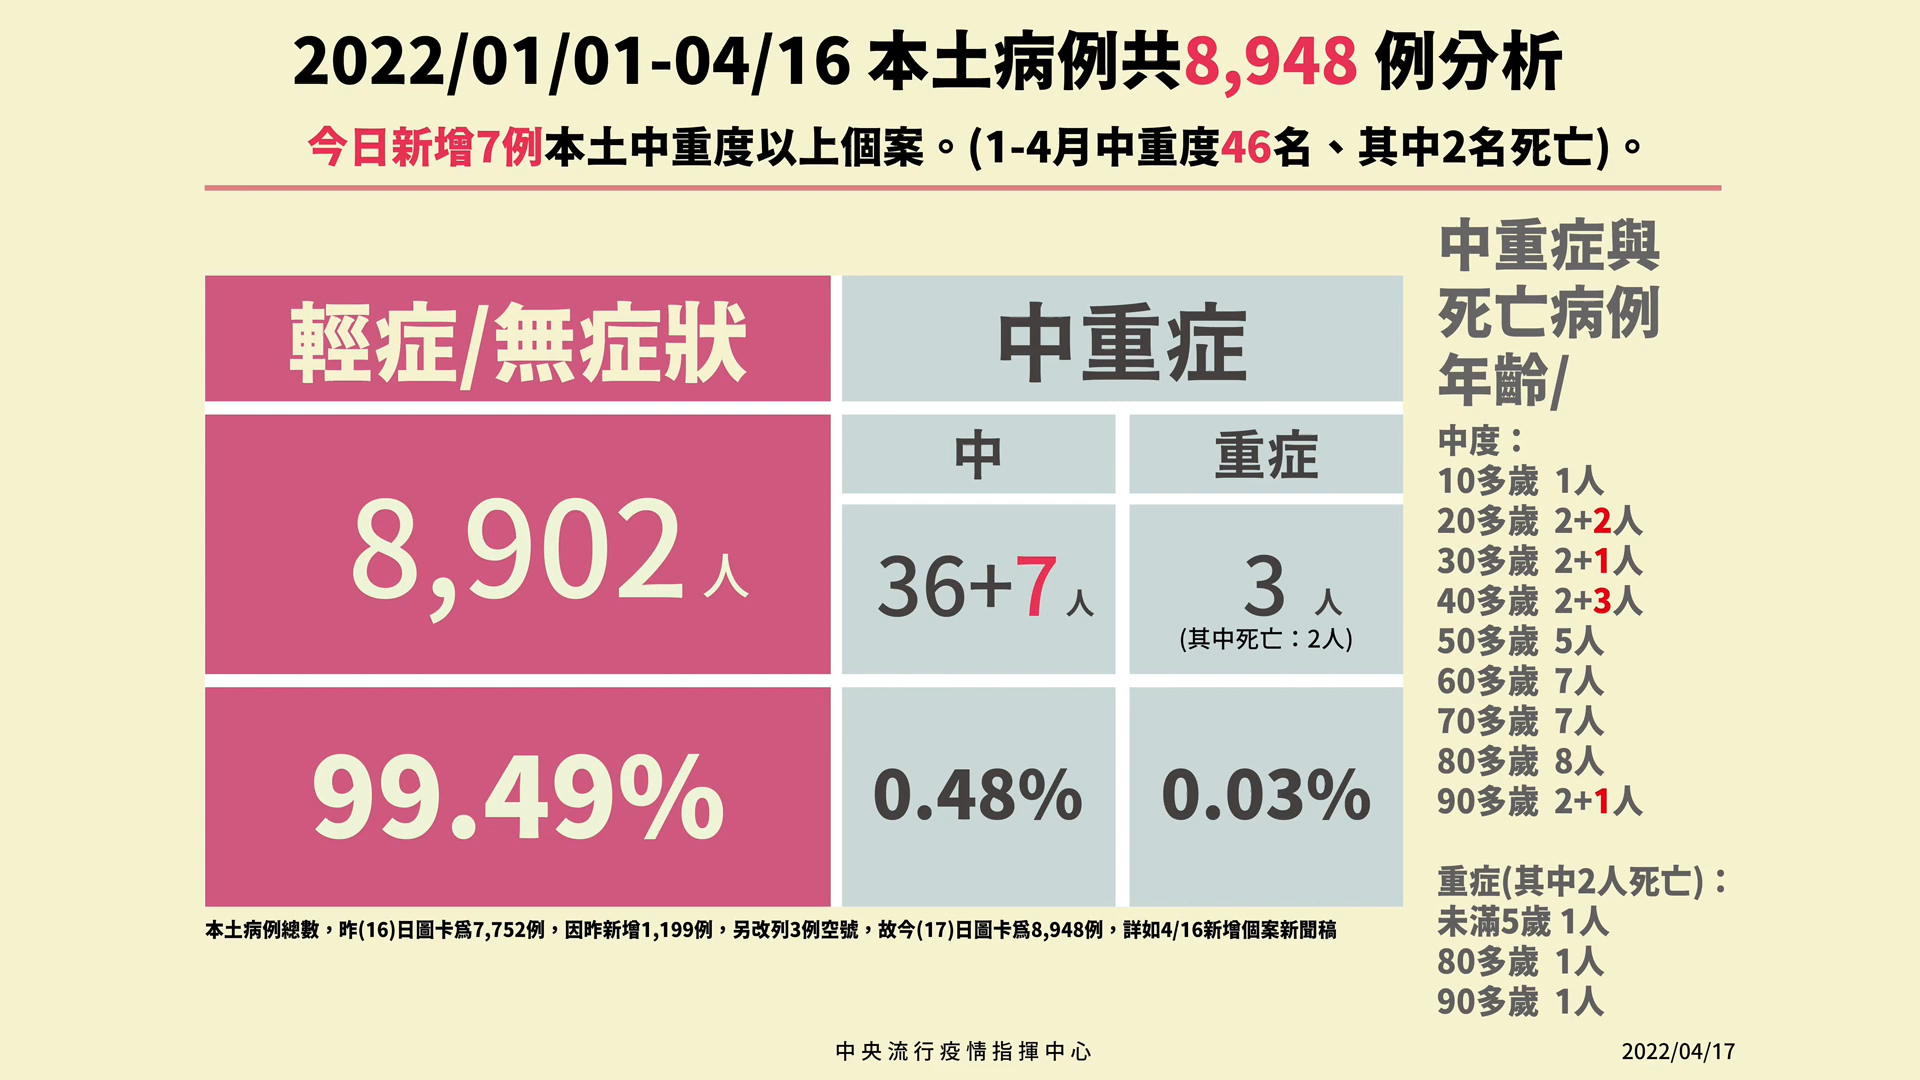 2022/01/01-04/16 本土病例共8,948 例分析
今日新增7例本土中重度以上個案。(1-4月中重度46名、其中2名死亡)。
輕症/無症狀
中重症
中
重症
8,902人
36+7人
3 人
(其中死亡：2人)
99.49%
0.48%
0.03%
本土病例總數，昨(16)日圖卡為7,752例，因昨新增1,199例，另改列3例空號，故今(17)日圖卡為8,948例，詳如4/16新增個案新聞稿
中重症與
死亡病例
年齡/
中度：
10多歲 1人
20多歲 2+2人
30多歲 2+1人
40多歲 2+3人
50多歲 5人
60多歲 7人
70多歲 7人
80多歲 8人
90多歲 2+1人
重症(其中2人死亡)：
未滿5歲 1人
80多歲 1人
90多歲 1人
中央流行疫情指揮中心
2022/04/17